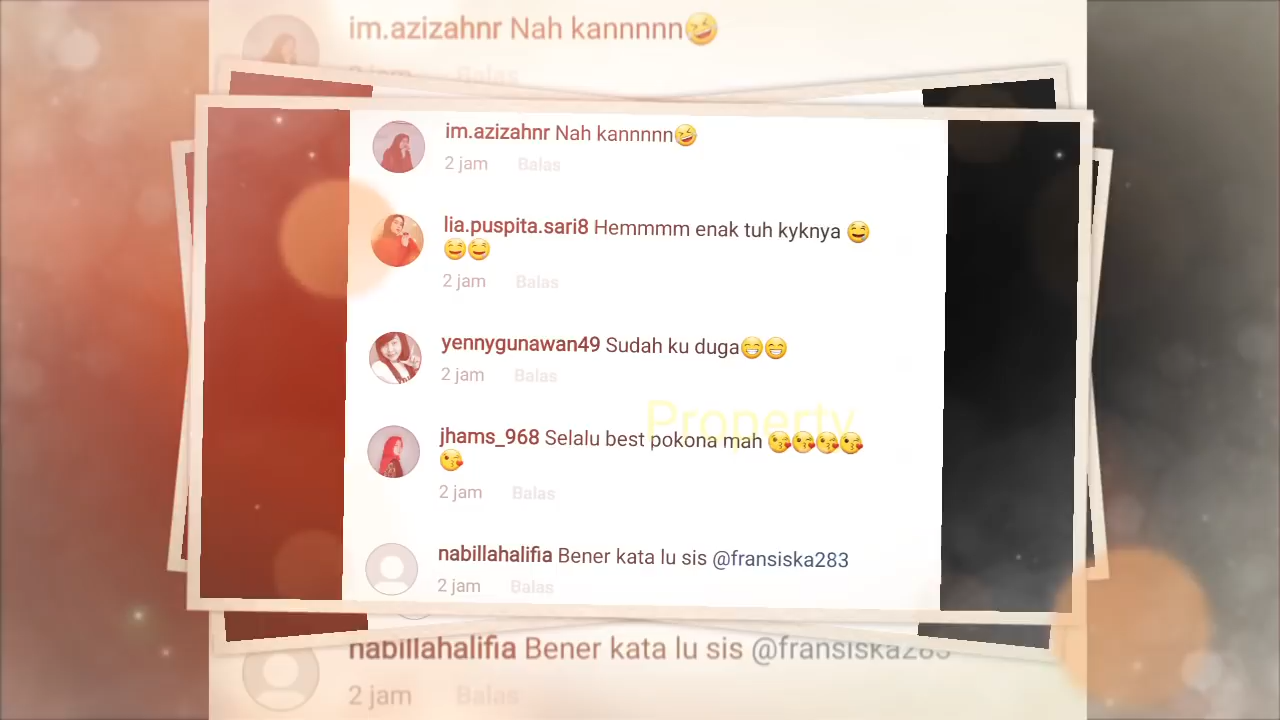 im.azizahnr Nah kannnnn🤣
im.azizahnr Nah kannnnn🤣
2 jam Balas
lia.puspita.sari8 Hemmmm enak tuh kyknya 😅
😅😅
2 jam Balas
yennygunawan49 Sudah ku duga😁😁
2 jam Balas
Property
jhams_968 Selalu best pokona mah 😘😘😘😘
😘
2 jam Balas
nabillahalifia Bener kata lu sis @fransiska283
2 jam Balas
nabillahalifia Bener kata lu sis @fransiska283
2 jam Balas